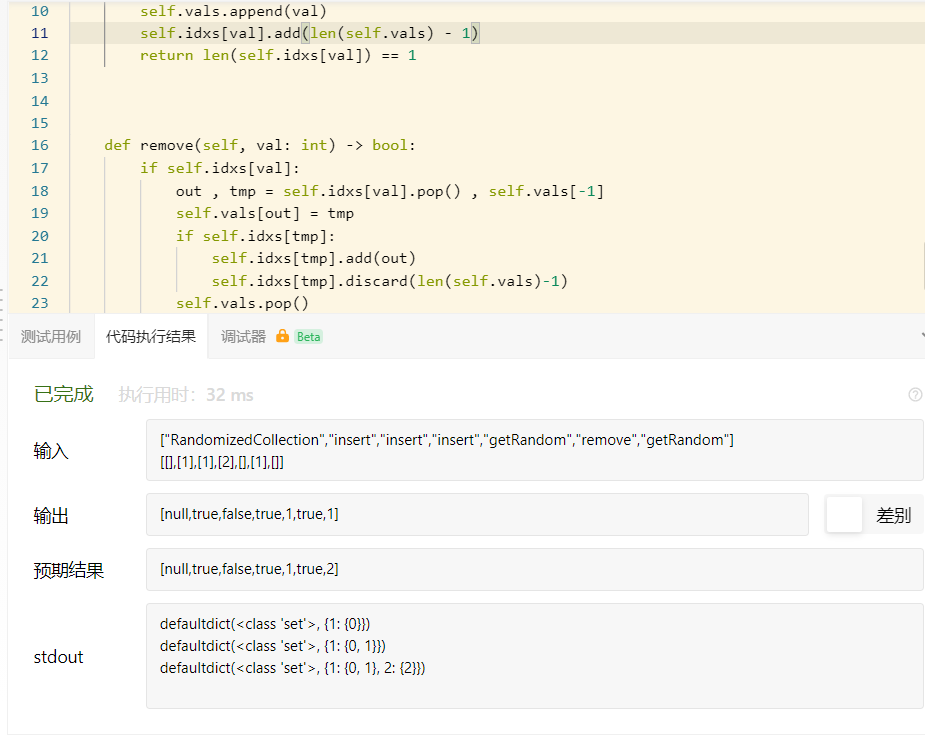 10 self.vals.append(val)
11 self.idxs[val].add(len(self.vals) - 1)
12 return len(self.idxs[val]) == 1
13
14
15
16 def remove(self, val: int) -> bool:
17 if self.idxs[val]:
18 out , tmp = self.idxs[val].pop() , self.vals[-1]
19 self.vals[out] = tmp
20 if self.idxs[tmp]:
21 self.idxs[tmp].add(out)
22 self.idxs[tmp].discard(len(self.vals)-1)
23 self.vals.pop()
测试用例 代码执行结果 调试器 Beta
已完成 执行用时: 32 ms
输入
["RandomizedCollection","insert","insert","insert","getRandom","remove","getRandom"]
[[],[1],[1],[2],[],[1],[]]
输出 [null,true,false,true,1,true,1] 差别
预期结果 [null,true,false,true,1,true,2]
stdout
defaultdict(<class 'set'>, {1: {0}})
defaultdict(<class 'set'>, {1: {0, 1}})
defaultdict(<class 'set'>, {1: {0, 1}, 2: {2}})